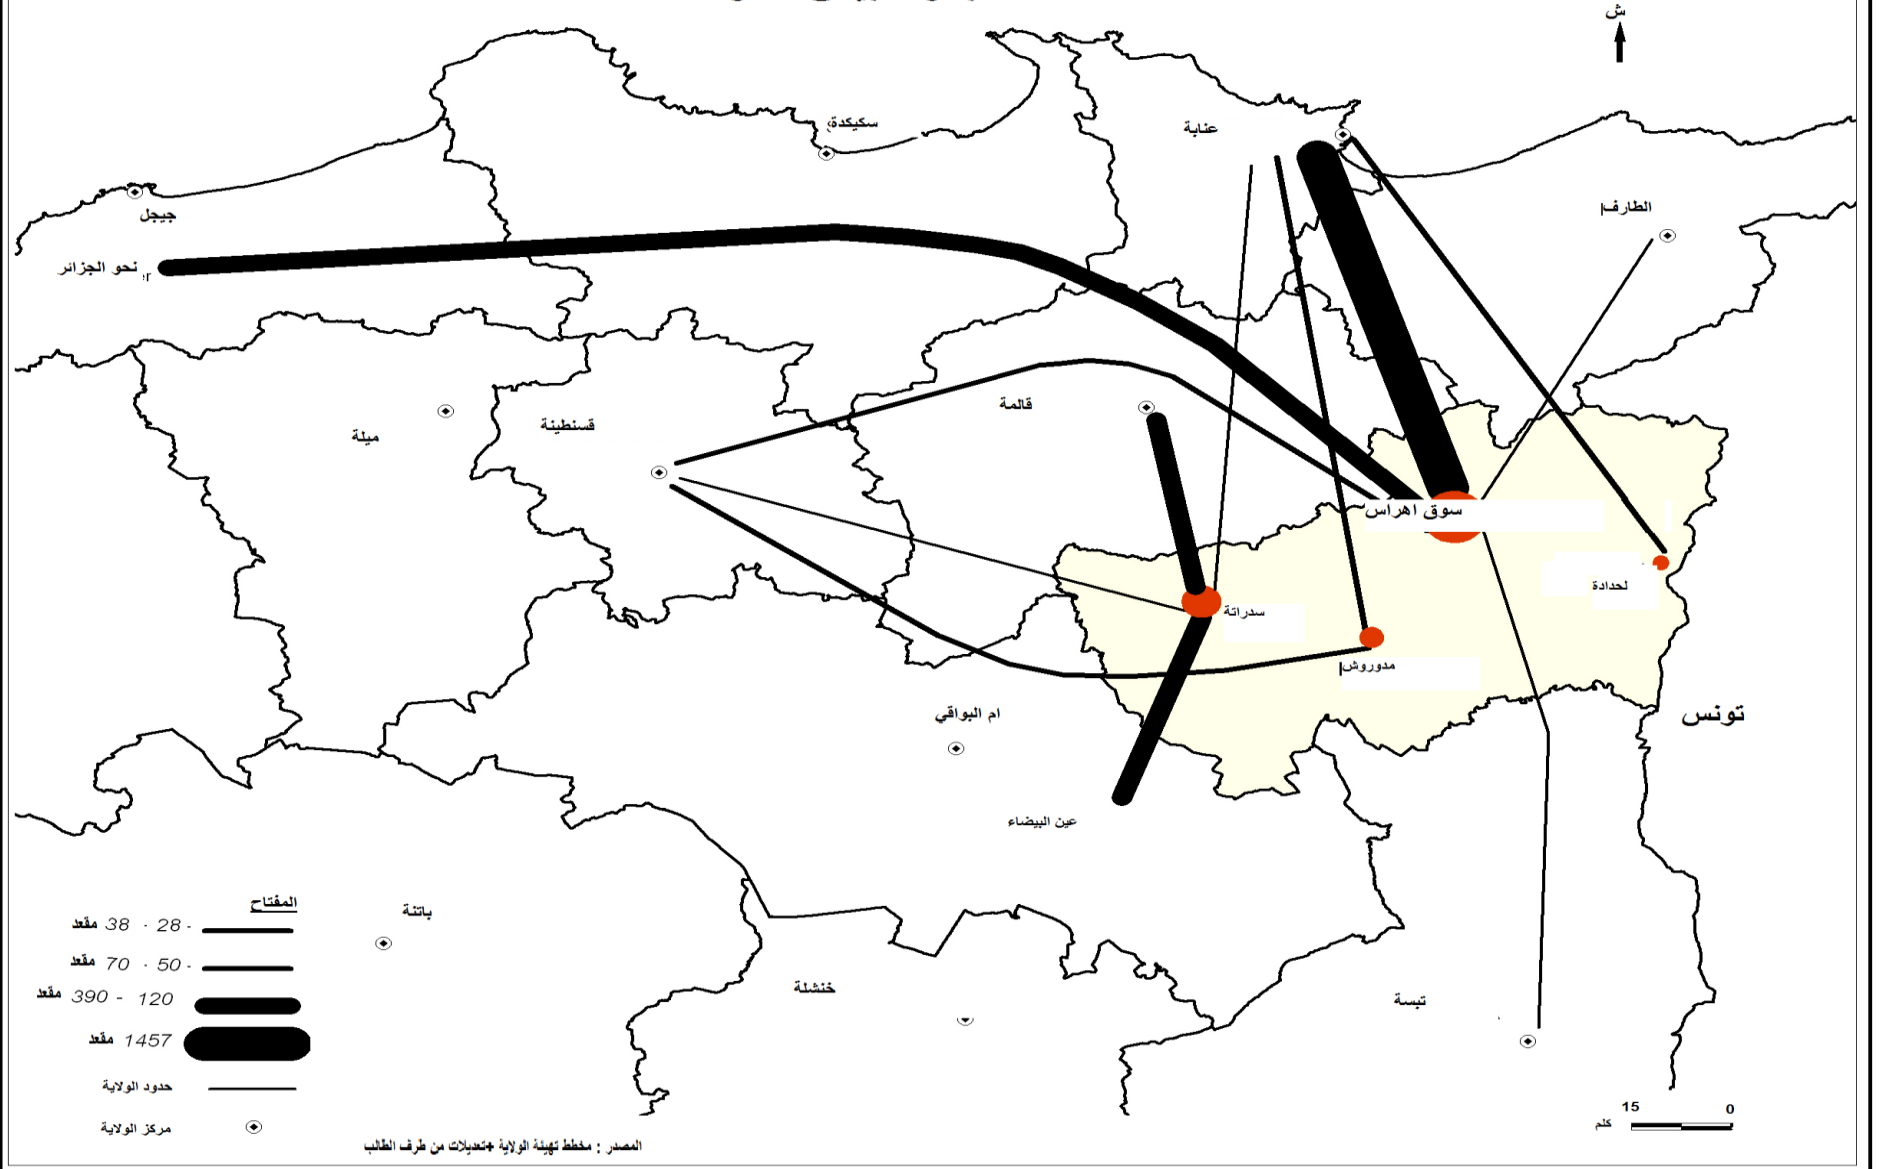 ش
سكيكدة
عنابة
جيجل
الطارف
نحو الجزائر
قسنطينة
قالمة
ميلة
سوق اهراس
لحدادة
سدراتة
مدوروش
ام البواقي
تونس
عين البيضاء
باتنة
خنشلة
تبسة
المفتاح
28 - 38 مقعد
50 - 70 مقعد
120 - 390 مقعد
1457 مقعد
حدود الولاية
مركز الولاية
15 0
كلم
المصدر : مخطط تهيئة الولاية +تعديلات من طرف الطالب